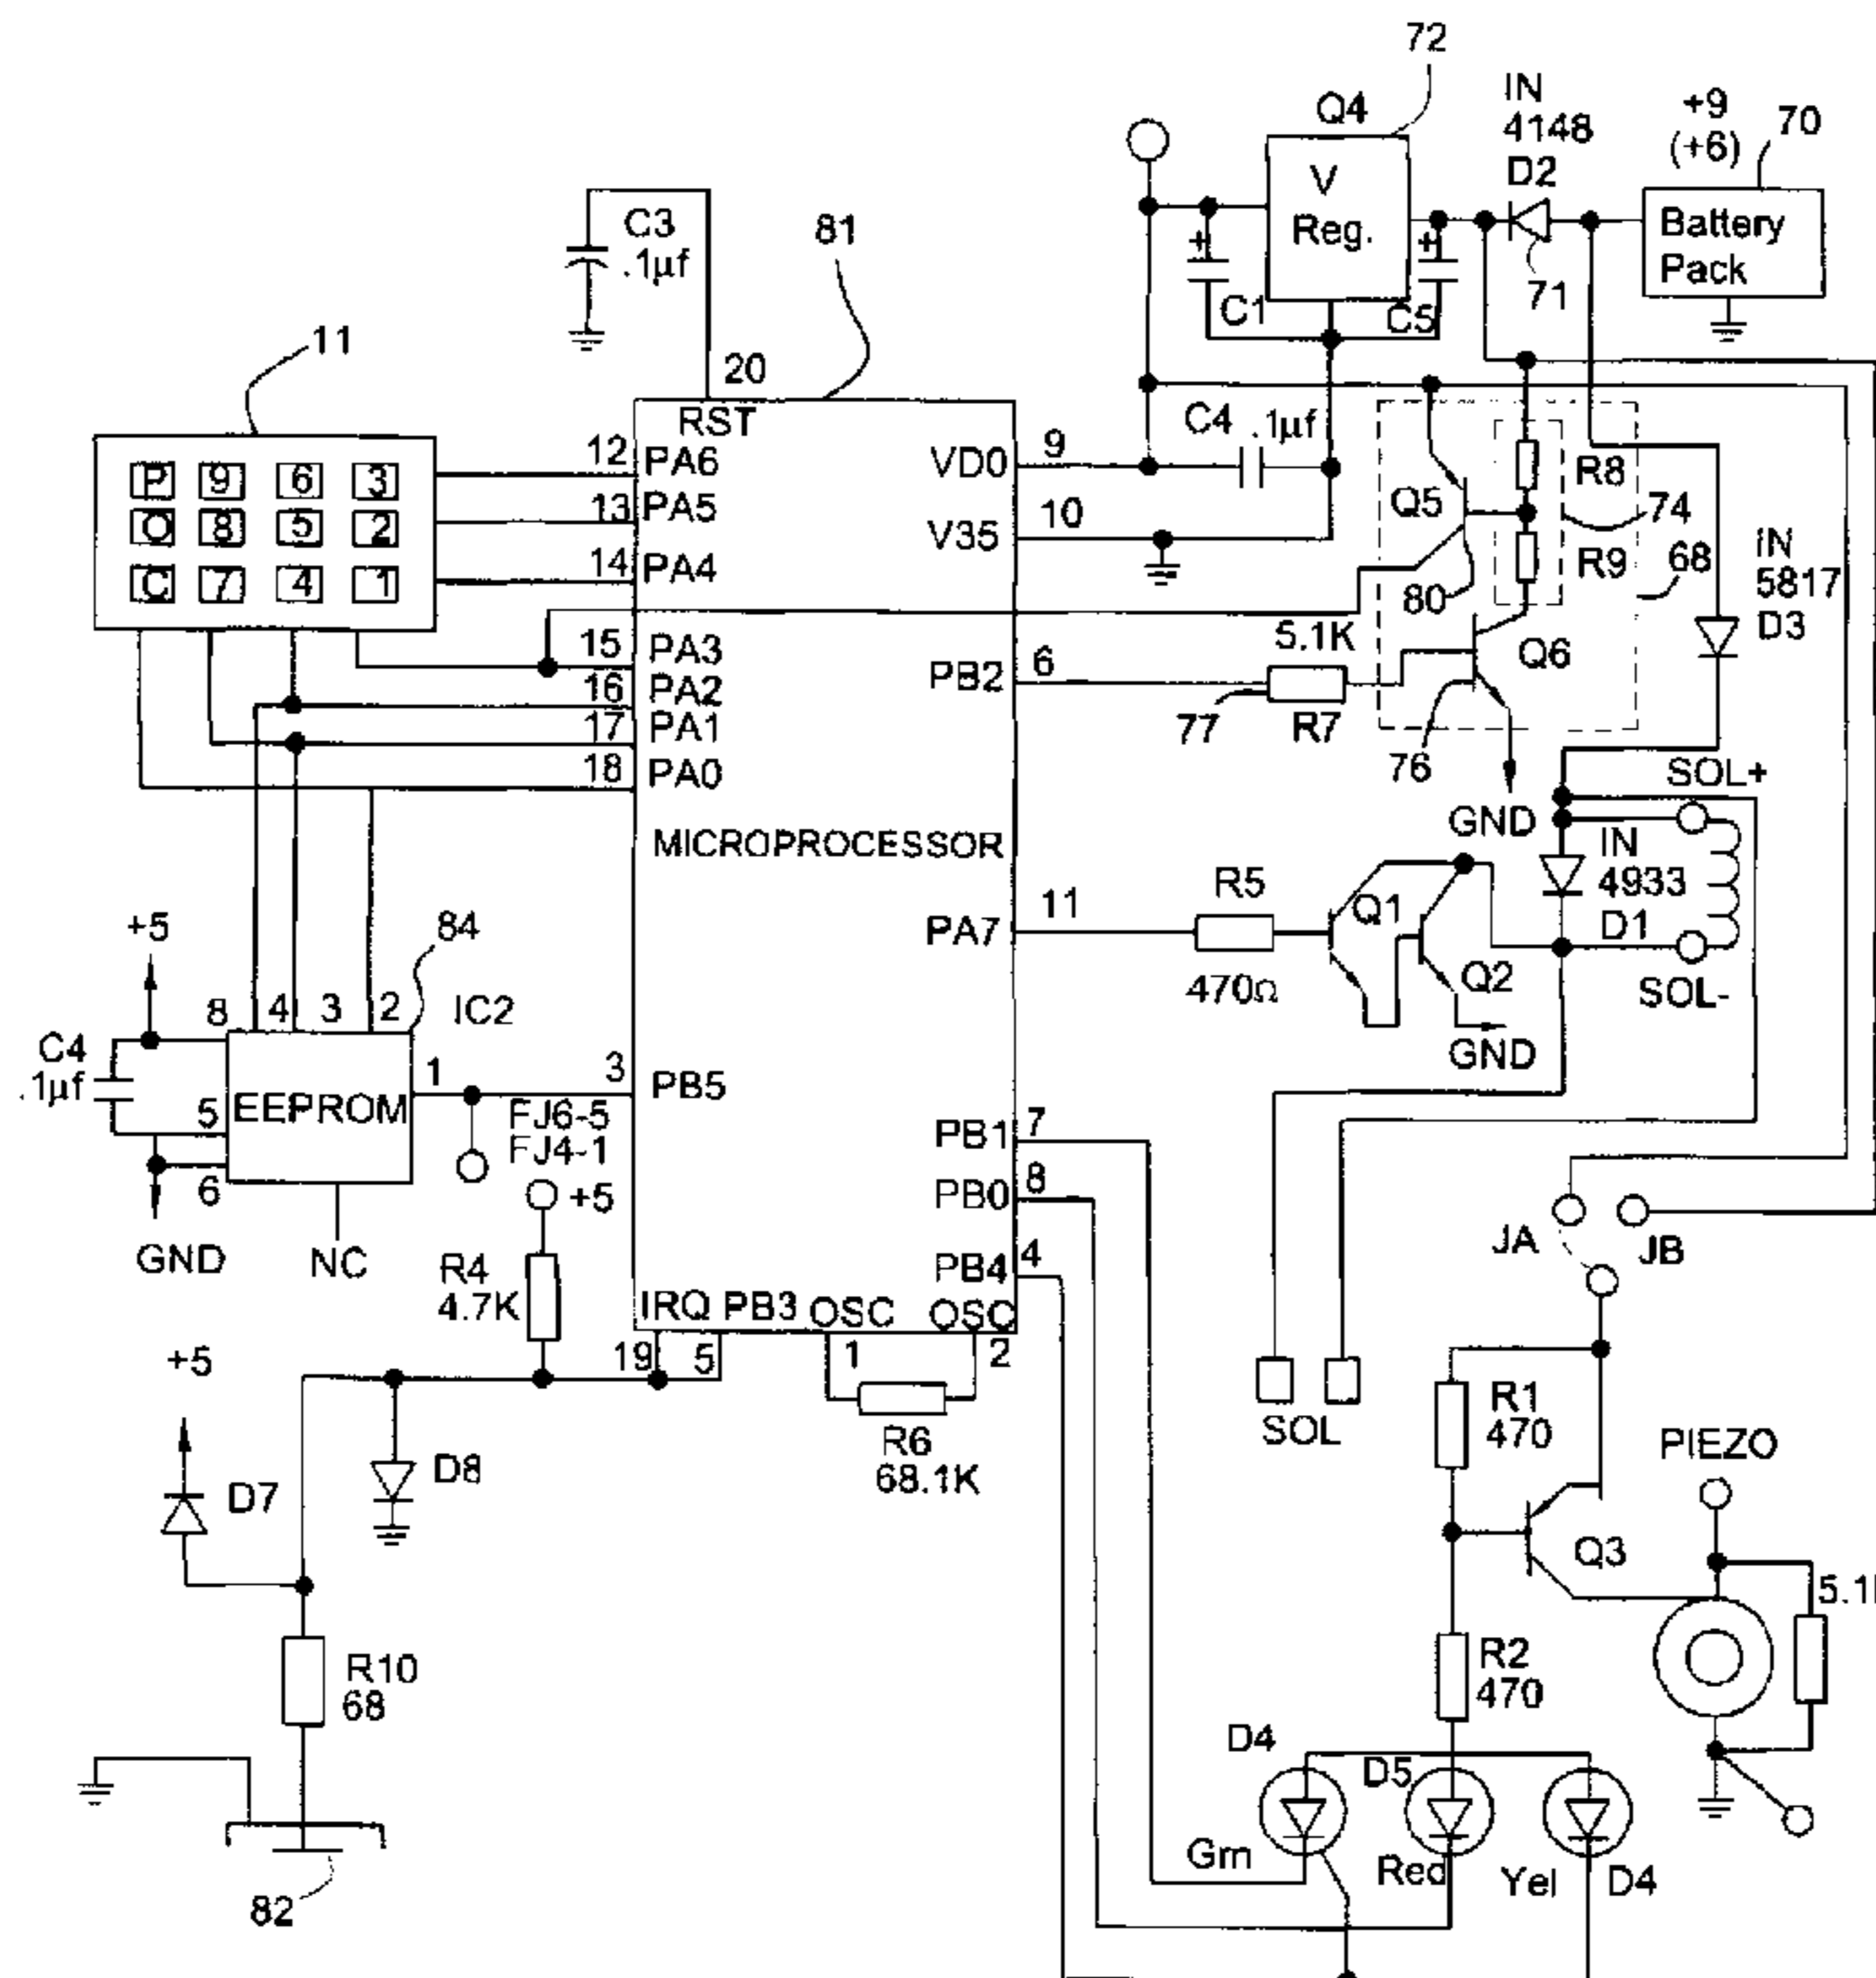 72
IN
4148
D2
+9
(+6)
70
Q4
V
Reg.
Battery
Pack
71
C1
C5
C3
.1µf
81
11
20
RST
P 9 6 3
O 8 5 2
C 7 4 1
12 PA6
13 PA5
14 PA4
15 PA3
16 PA2
17 PA1
18 PA0
VD0 9
C4 .1µf
V35 10
Q5
R8
74
R9
68
80
IN
5817
D3
5.1K
PB2 6
77
R7
Q6
76
GND
SOL+
MICROPROCESSOR
IN
4933
D1
R5
470Ω
PA7 11
Q1
Q2
GND
SOL-
+5
84
8 4 3 2
IC2
C4
.1µf
EEPROM
1
5
6
GND
NC
3 PB5
FJ6-5
FJ4-1
+5
R4
4.7K
PB1 7
PB0 8
PB4 4
IRQ PB3 OSC OSC
19 5 1 2
R6
68.1K
JA
JB
SOL
+5
D7
D8
R10
68
82
R1
470
PIEZO
Q3
R2
470
D4
D5
Grn
Red
Yel
D4